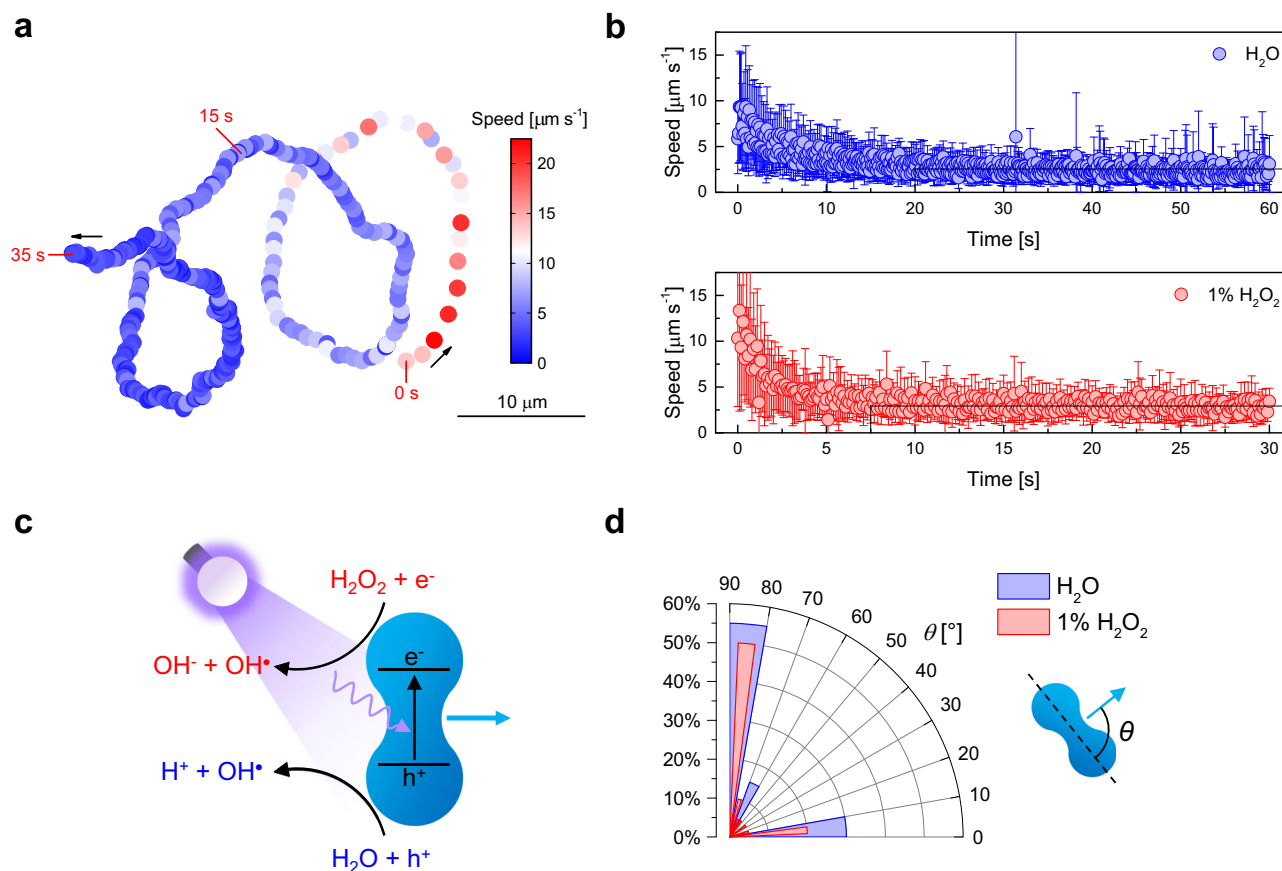 a
15 s
35 s
0 s
Speed [μm s⁻¹]
20
15
10
5
0
10 μm
b
Speed [μm s⁻¹]
15
10
5
0
H₂O
0 10 20 30 40 50 60
Time [s]
Speed [μm s⁻¹]
15
10
5
0
1% H₂O₂
0 5 10 15 20 25 30
Time [s]
c
H₂O₂ + e⁻
OH⁻ + OH•
e⁻
H⁺ + OH•
h⁺
H₂O + h⁺
d
60%
50%
40%
30%
20%
10%
0%
90
80
70
60
50
40
30
20
10
0
θ [°]
H₂O
1% H₂O₂
θ